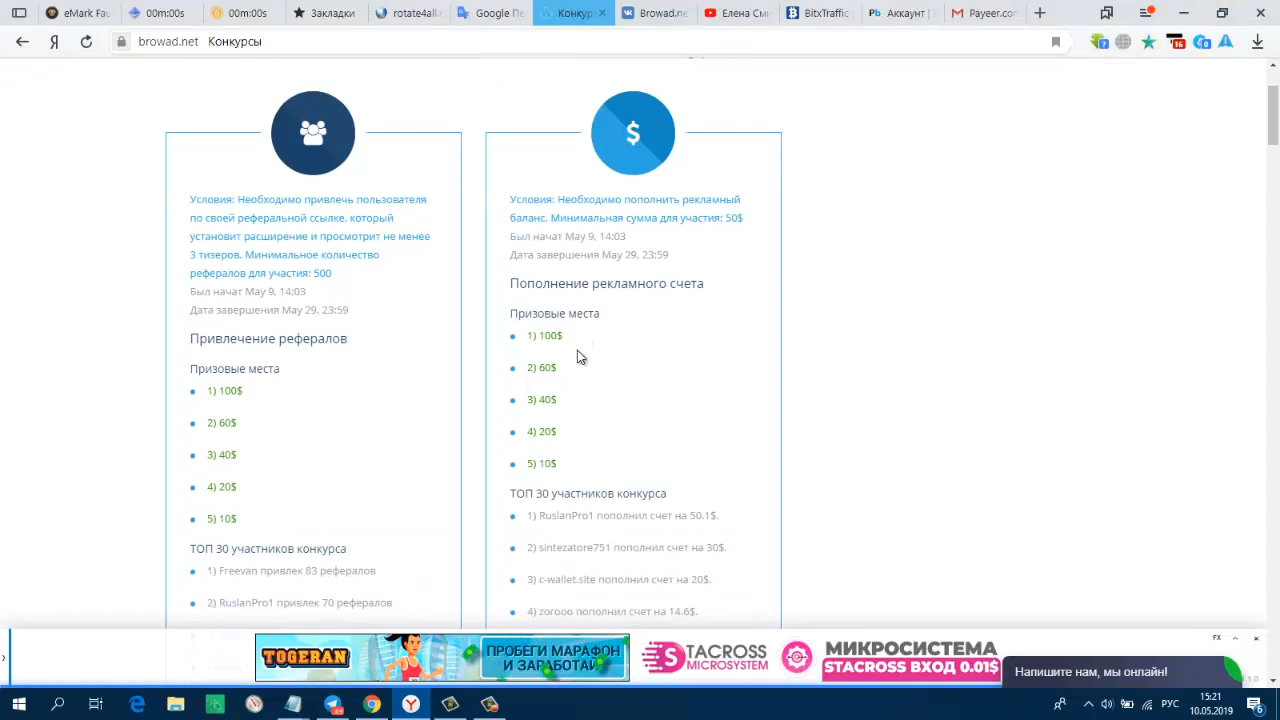 eMark Fau
00m:00s
00m:00s
Закладки
rotate4all
Google Пе
Конкур
Browad.ne
Елена Сми
BitxTraffic
Аккаунт |
Payeer.com
browad.net Конкурсы
7
16
0
Условия: Необходимо привлечь пользователя
по своей реферальной ссылке, который
установит расширение и просмотрит не менее
3 тизеров. Минимальное количество
рефералов для участия: 500
Был начат May 9, 14:03
Дата завершения May 29, 23:59
Привлечение рефералов
Призовые места
1) 100$
2) 60$
3) 40$
4) 20$
5) 10$
ТОП 30 участников конкурса
1) Freevan привлек 83 рефералов
2) RuslanPro1 привлек 70 рефералов
$
Условия: Необходимо пополнить рекламный
баланс. Минимальная сумма для участия: 50$
Был начат May 9, 14:03
Дата завершения May 29, 23:59
Пополнение рекламного счета
Призовые места
1) 100$
2) 60$
3) 40$
4) 20$
5) 10$
ТОП 30 участников конкурса
1) RuslanPro1 пополнил счет на 50.1$.
2) sintezatore751 пополнил счет на 30$.
3) c-wallet.site пополнил счет на 20$.
4) zorooo пополнил счет на 14.6$.
FX
TOGERAN
ПРОБЕГИ МАРАФОН
И ЗАРАБОТАЙ
STACROSS
MICROSYSTEM
МИКРОСИСТЕМА
STACROSS ВХОД 0.01$
Напишите нам, мы онлайн!
РУС
15:21
10.05.2019